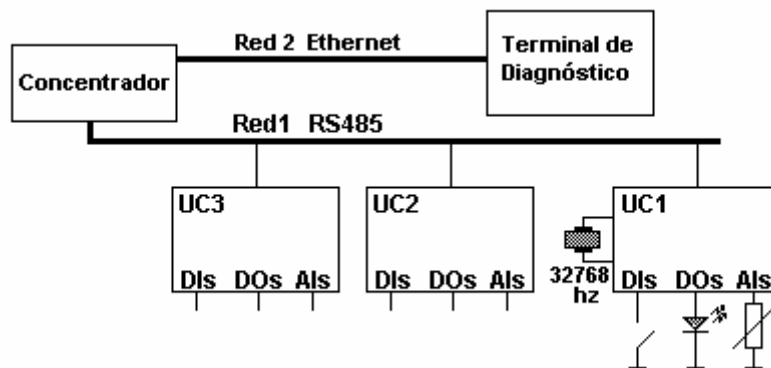 Red 2 Ethernet
Terminal de
Diagnóstico
Concentrador
Red1 RS485
UC3
UC2
UC1
32768
hz
DIs DOs AIs
DIs DOs AIs
DIs DOs AIs